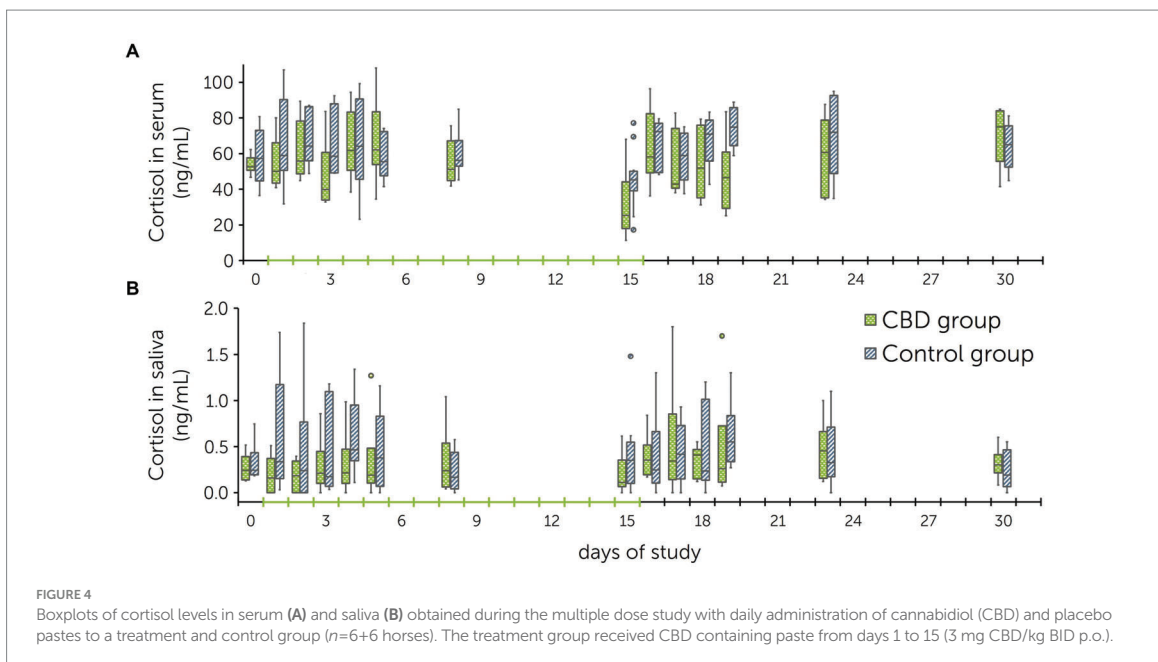 A
Cortisol in serum
(ng/mL)
100
80
60
40
20
0
0 3 6 9 12 15 18 21 24 27 30
B
Cortisol in saliva
(ng/mL)
2.0
1.5
1.0
0.5
0.0
CBD group
Control group
0 3 6 9 12 15 18 21 24 27 30
days of study
FIGURE 4
Boxplots of cortisol levels in serum (A) and saliva (B) obtained during the multiple dose study with daily administration of cannabidiol (CBD) and placebo
pastes to a treatment and control group (n=6+6 horses). The treatment group received CBD containing paste from days 1 to 15 (3 mg CBD/kg BID p.o.).